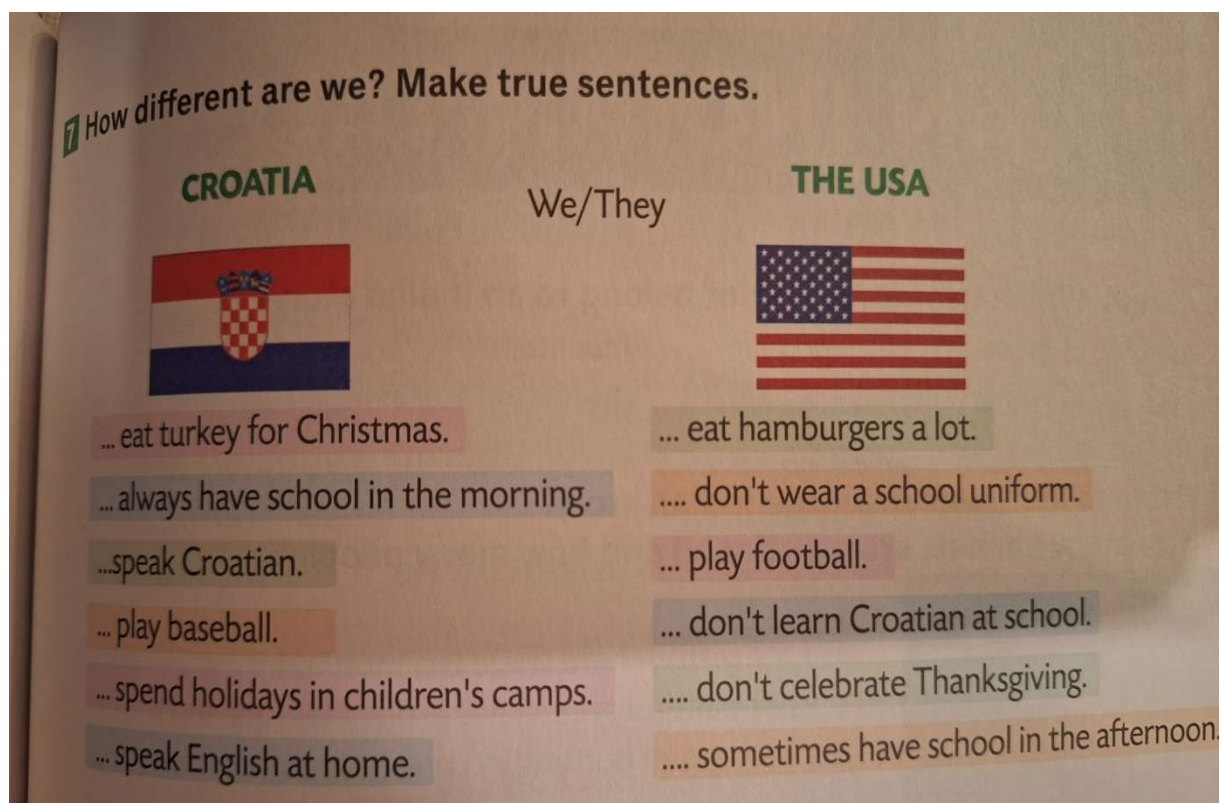 7 How different are we? Make true sentences.
CROATIA
We/They
THE USA
... eat turkey for Christmas.
... always have school in the morning.
...speak Croatian.
... play baseball.
... spend holidays in children's camps.
... speak English at home.
... eat hamburgers a lot.
.... don't wear a school uniform.
... play football.
... don't learn Croatian at school.
.... don't celebrate Thanksgiving.
.... sometimes have school in the afternoon.